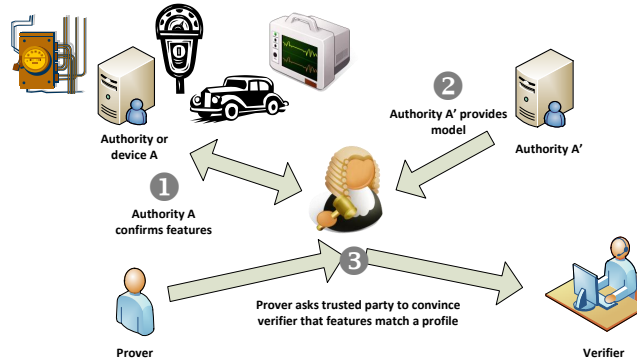 2
Authority A' provides
model
Authority or
device A
Authority A'
1
Authority A
confirms features
3
Prover asks trusted party to convince
verifier that features match a profile
Prover
Verifier